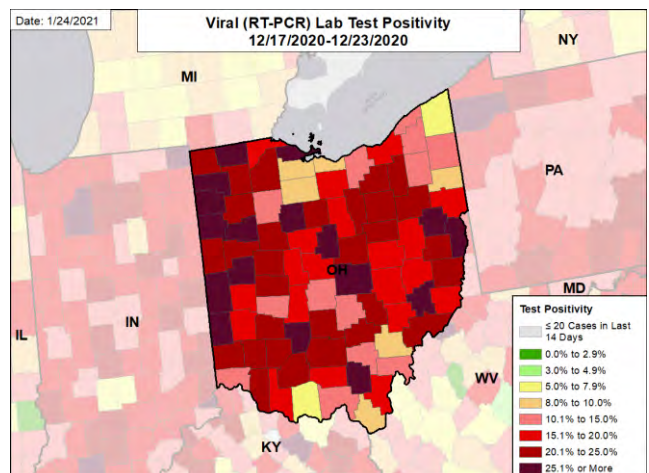 Date: 1/24/2021
Viral (RT-PCR) Lab Test Positivity
12/17/2020-12/23/2020
NY
MI
PA
OH
MD
IL
IN
WV
KY
Test Positivity
≤ 20 Cases in Last
14 Days
0.0% to 2.9%
3.0% to 4.9%
5.0% to 7.9%
8.0% to 10.0%
10.1% to 15.0%
15.1% to 20.0%
20.1% to 25.0%
25.1% or More